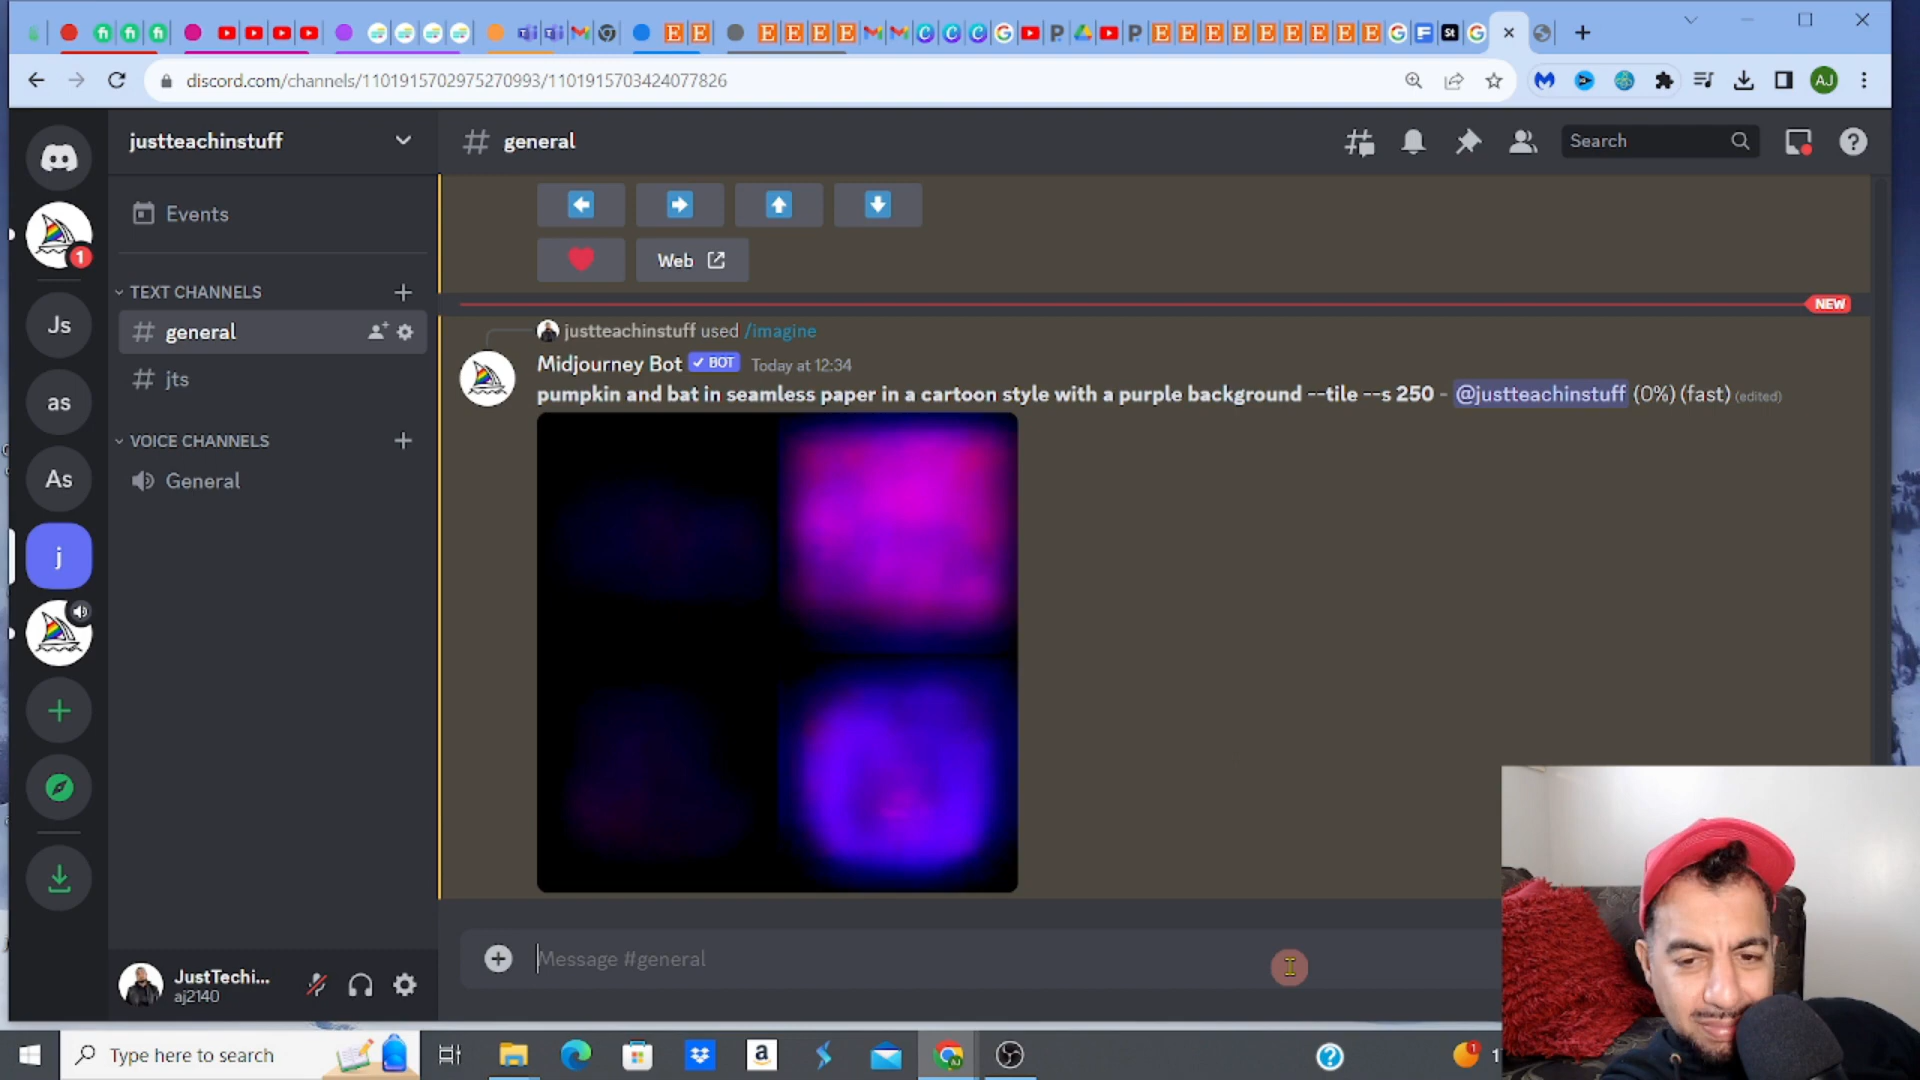 discord.com/channels/1101915702975270993/1101915703424077826
AJ
justteachinstuff
general
Search
Events
TEXT CHANNELS
general
jts
VOICE CHANNELS
General
1
Js
as
As
j
Web
NEW
justteachinstuff used /imagine
Midjourney Bot ✓ BOT Today at 12:34
pumpkin and bat in seamless paper in a cartoon style with a purple background --tile --s 250 - @justteachinstuff (0%) (fast) (edited)
Message #general
JustTechi...
aj2140
Type here to search
1